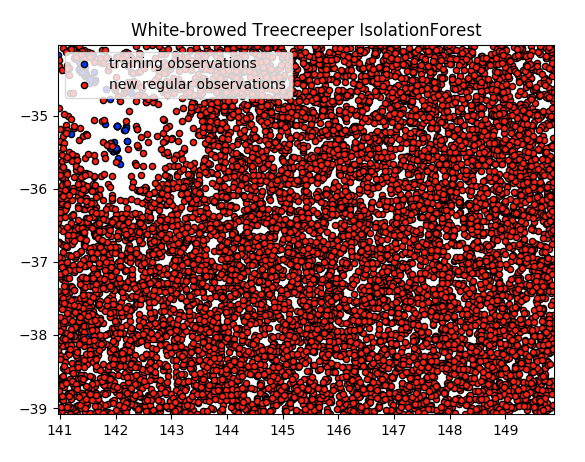 White-browed Treecreeper IsolationForest
training observations
new regular observations
−35
−36
−37
−38
−39
141 142 143 144 145 146 147 148 149